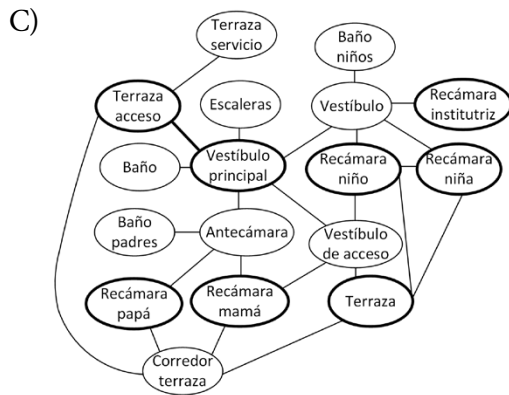 C)
Terraza
servicio
Baño
niños
Terraza
acceso
Escaleras
Vestíbulo
Recámara
institutriz
Baño
Vestíbulo
principal
Recámara
niño
Recámara
niña
Baño
padres
Antecámara
Vestíbulo
de acceso
Recámara
papá
Recámara
mamá
Terraza
Corredor
terraza